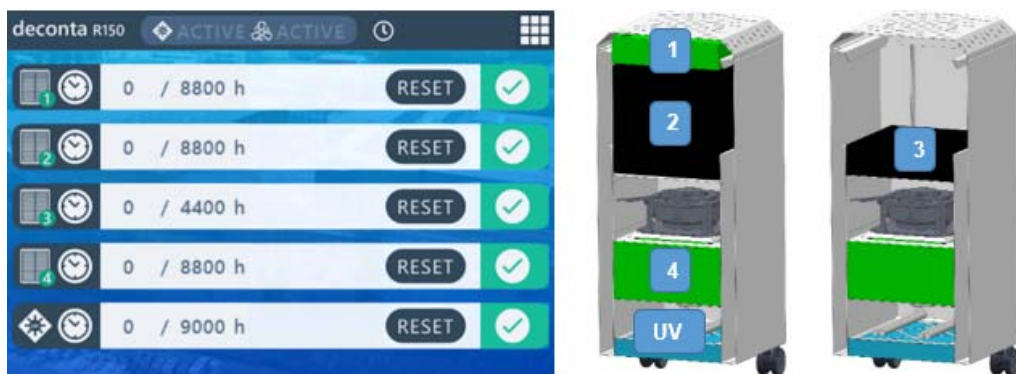 deconta R150 ACTIVE ACTIVE
1 0 / 8800 h RESET
2 0 / 8800 h RESET
3 0 / 4400 h RESET
4 0 / 8800 h RESET
0 / 9000 h RESET
1
2
4
UV
3